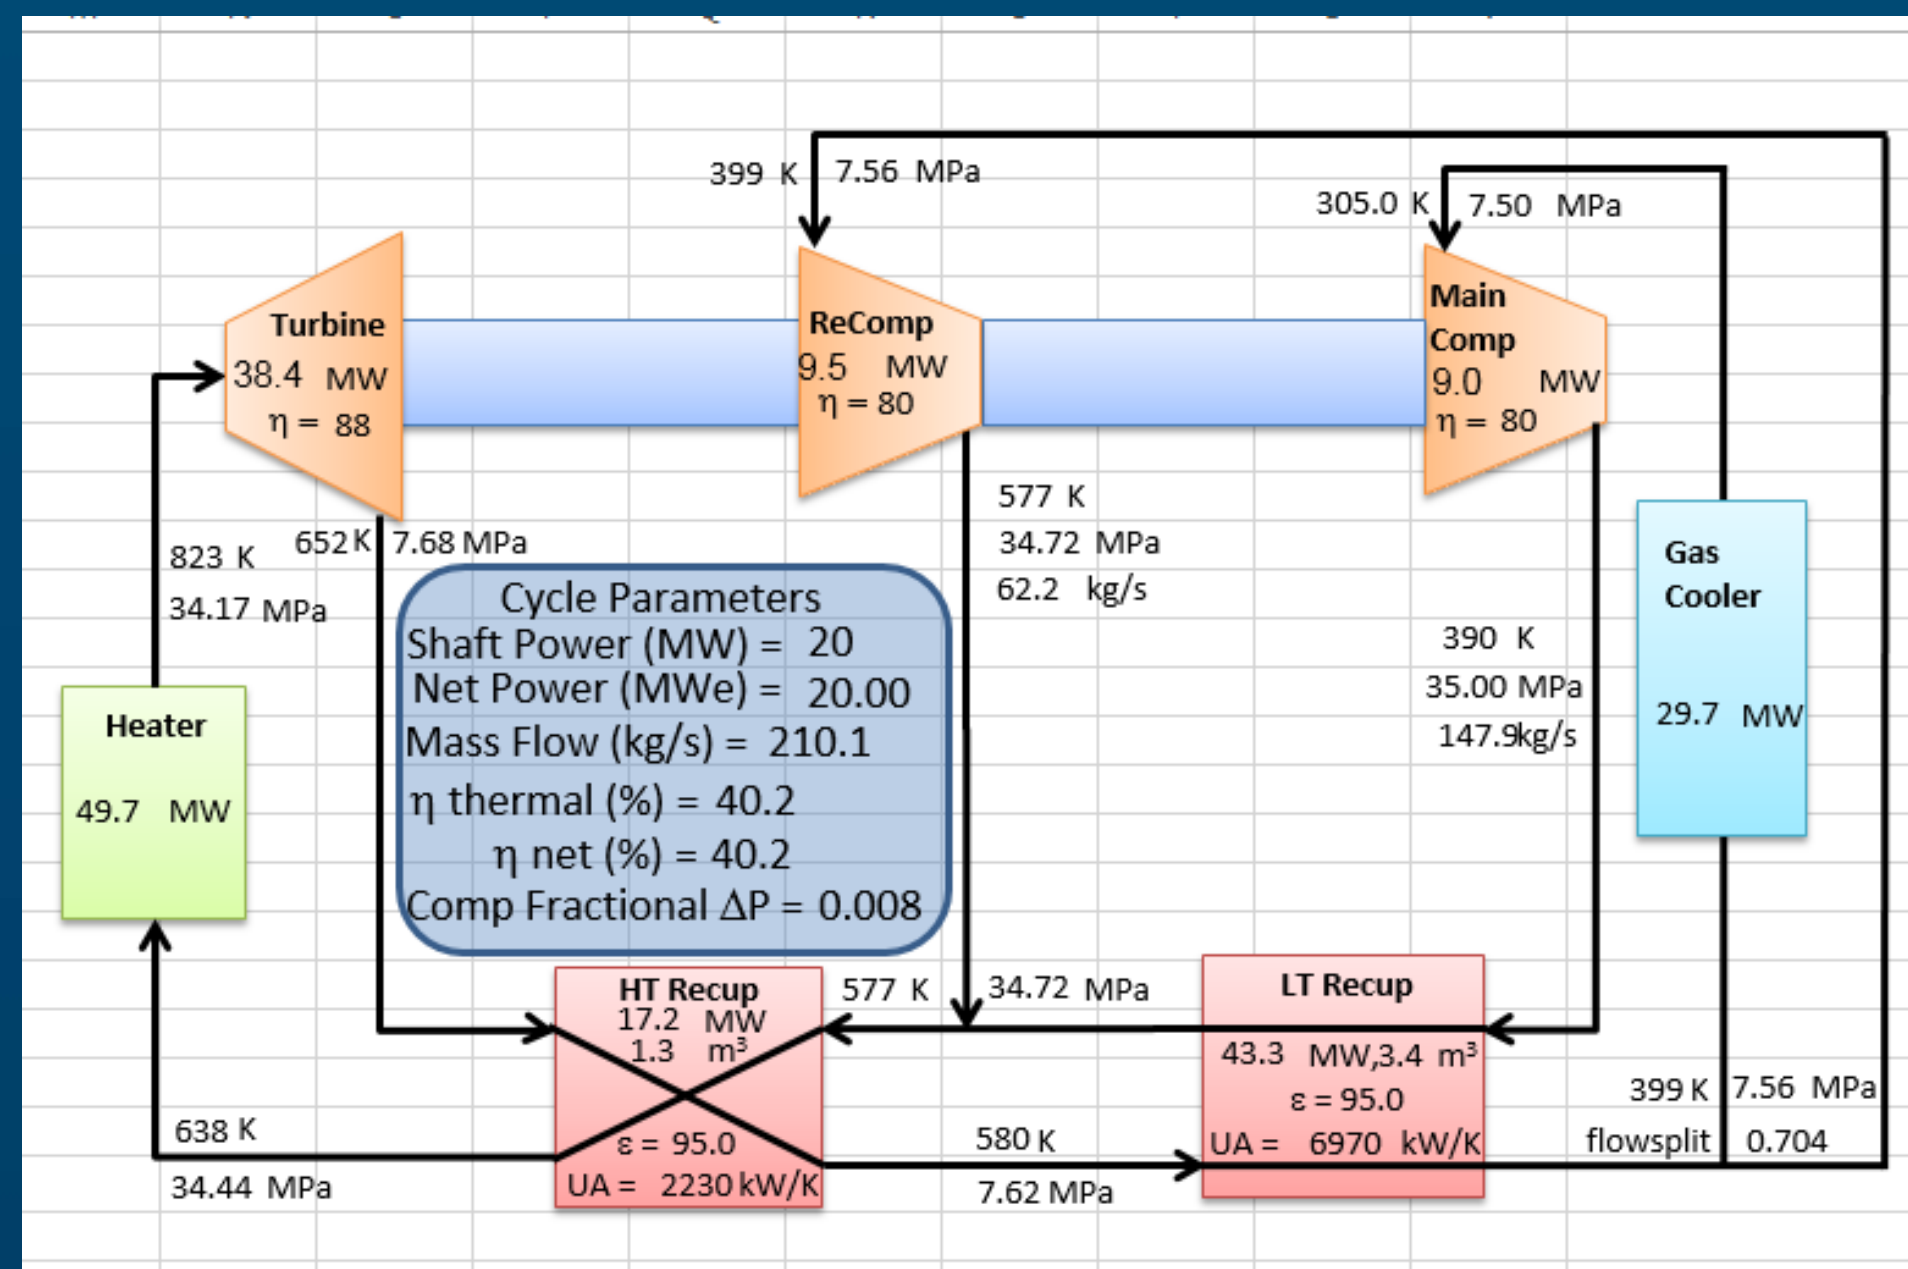 399 K 7.56 MPa
305.0 K 7.50 MPa
Turbine
38.4 MW
η = 88
ReComp
9.5 MW
η = 80
Main
Comp
9.0 MW
η = 80
823 K
34.17 MPa
652 K 7.68 MPa
577 K
34.72 MPa
62.2 kg/s
390 K
35.00 MPa
147.9kg/s
Gas
Cooler
29.7 MW
Cycle Parameters
Shaft Power (MW) = 20
Net Power (MWe) = 20.00
Mass Flow (kg/s) = 210.1
η thermal (%) = 40.2
η net (%) = 40.2
Comp Fractional ΔP = 0.008
Heater
49.7 MW
HT Recup
17.2 MW
1.3 m³
ε = 95.0
UA = 2230 kW/K
577 K 34.72 MPa
LT Recup
43.3 MW,3.4 m³
ε = 95.0
UA = 6970 kW/K
399 K 7.56 MPa
flowsplit 0.704
638 K
34.44 MPa
580 K
7.62 MPa